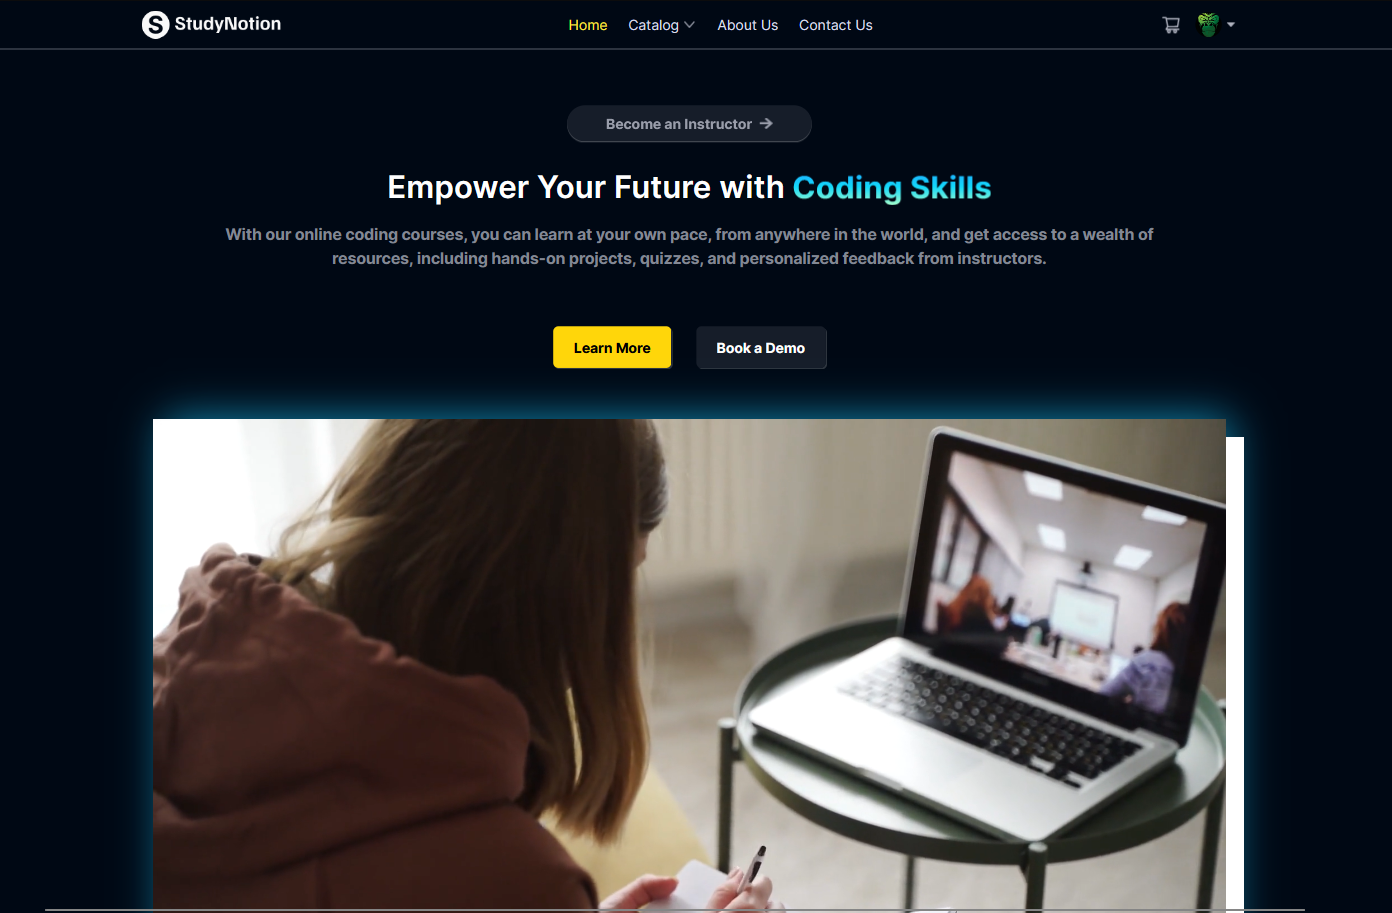 StudyNotion
Home
Catalog
About Us
Contact Us
Become an Instructor →
Empower Your Future with Coding Skills
With our online coding courses, you can learn at your own pace, from anywhere in the world, and get access to a wealth of
resources, including hands-on projects, quizzes, and personalized feedback from instructors.
Learn More
Book a Demo